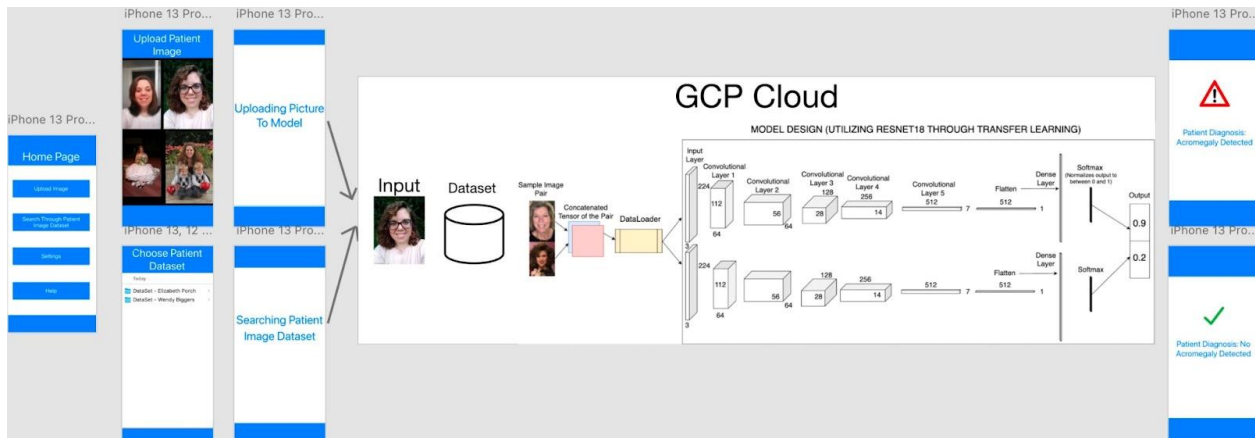 iPhone 13 Pro...
Home Page
Upload Image
Search Through Patient
Image Dataset
Settings
Help
iPhone 13 Pro...
Upload Patient
Image
iPhone 13, 12 ...
Choose Patient
Dataset
Today
DataSet - Elizabeth Porch
DataSet - Wendy Biggers
iPhone 13 Pro...
Uploading Picture
To Model
iPhone 13 Pro...
Searching Patient
Image Dataset
GCP Cloud
Input
Dataset
Sample Image
Pair
Concatenated
Tensor of the Pair
DataLoader
MODEL DESIGN (UTILIZING RESNET18 THROUGH TRANSFER LEARNING)
Input
Layer
224
3
Convolutional
Layer 1
112
64
Convolutional
Layer 2
56
64
Convolutional
Layer 3
128
28
Convolutional
Layer 4
256
14
Convolutional
Layer 5
512
7
Flatten
512
1
Dense
Layer
Softmax
(Normalizes output to
between 0 and 1)
Output
0.9
0.2
224
3
112
64
56
64
128
28
256
14
512
7
Flatten
512
1
Dense
Layer
Softmax
iPhone 13 Pro...
Patient Diagnosis:
Acromegaly Detected
iPhone 13 Pro...
Patient Diagnosis: No
Acromegaly Detected